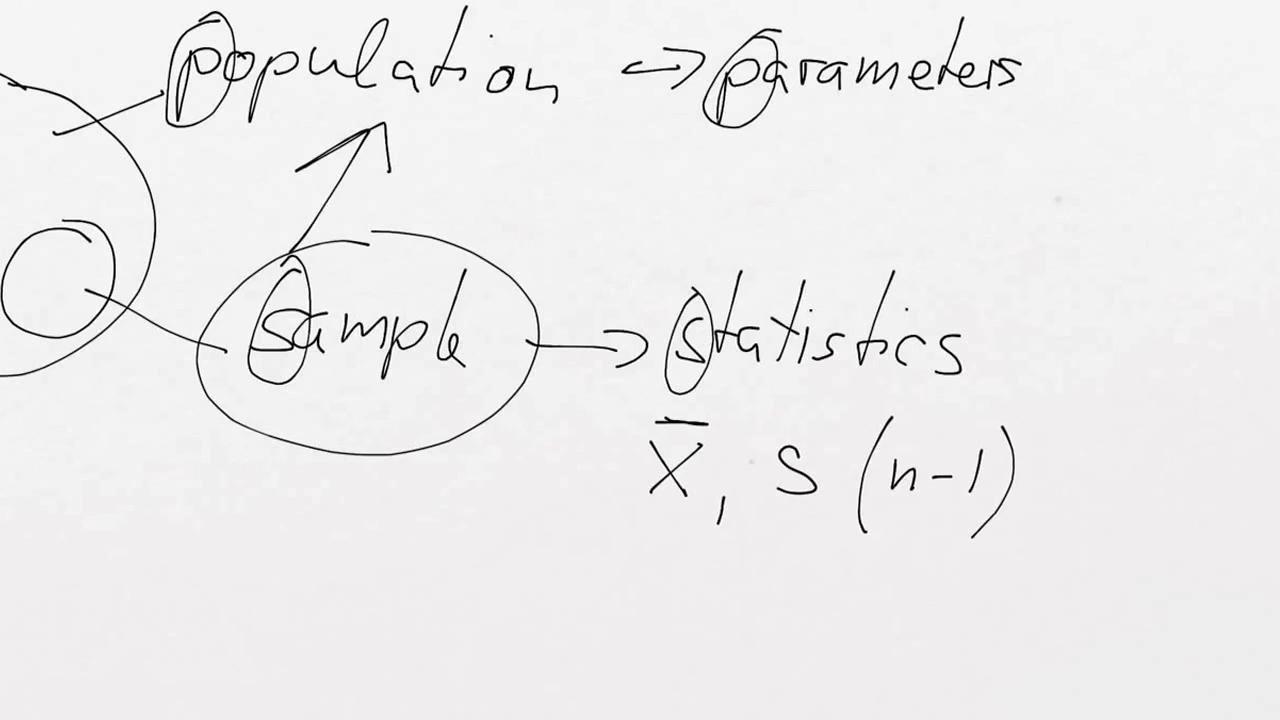 population → parameters
sample → statistics
X̅, S (n-1)